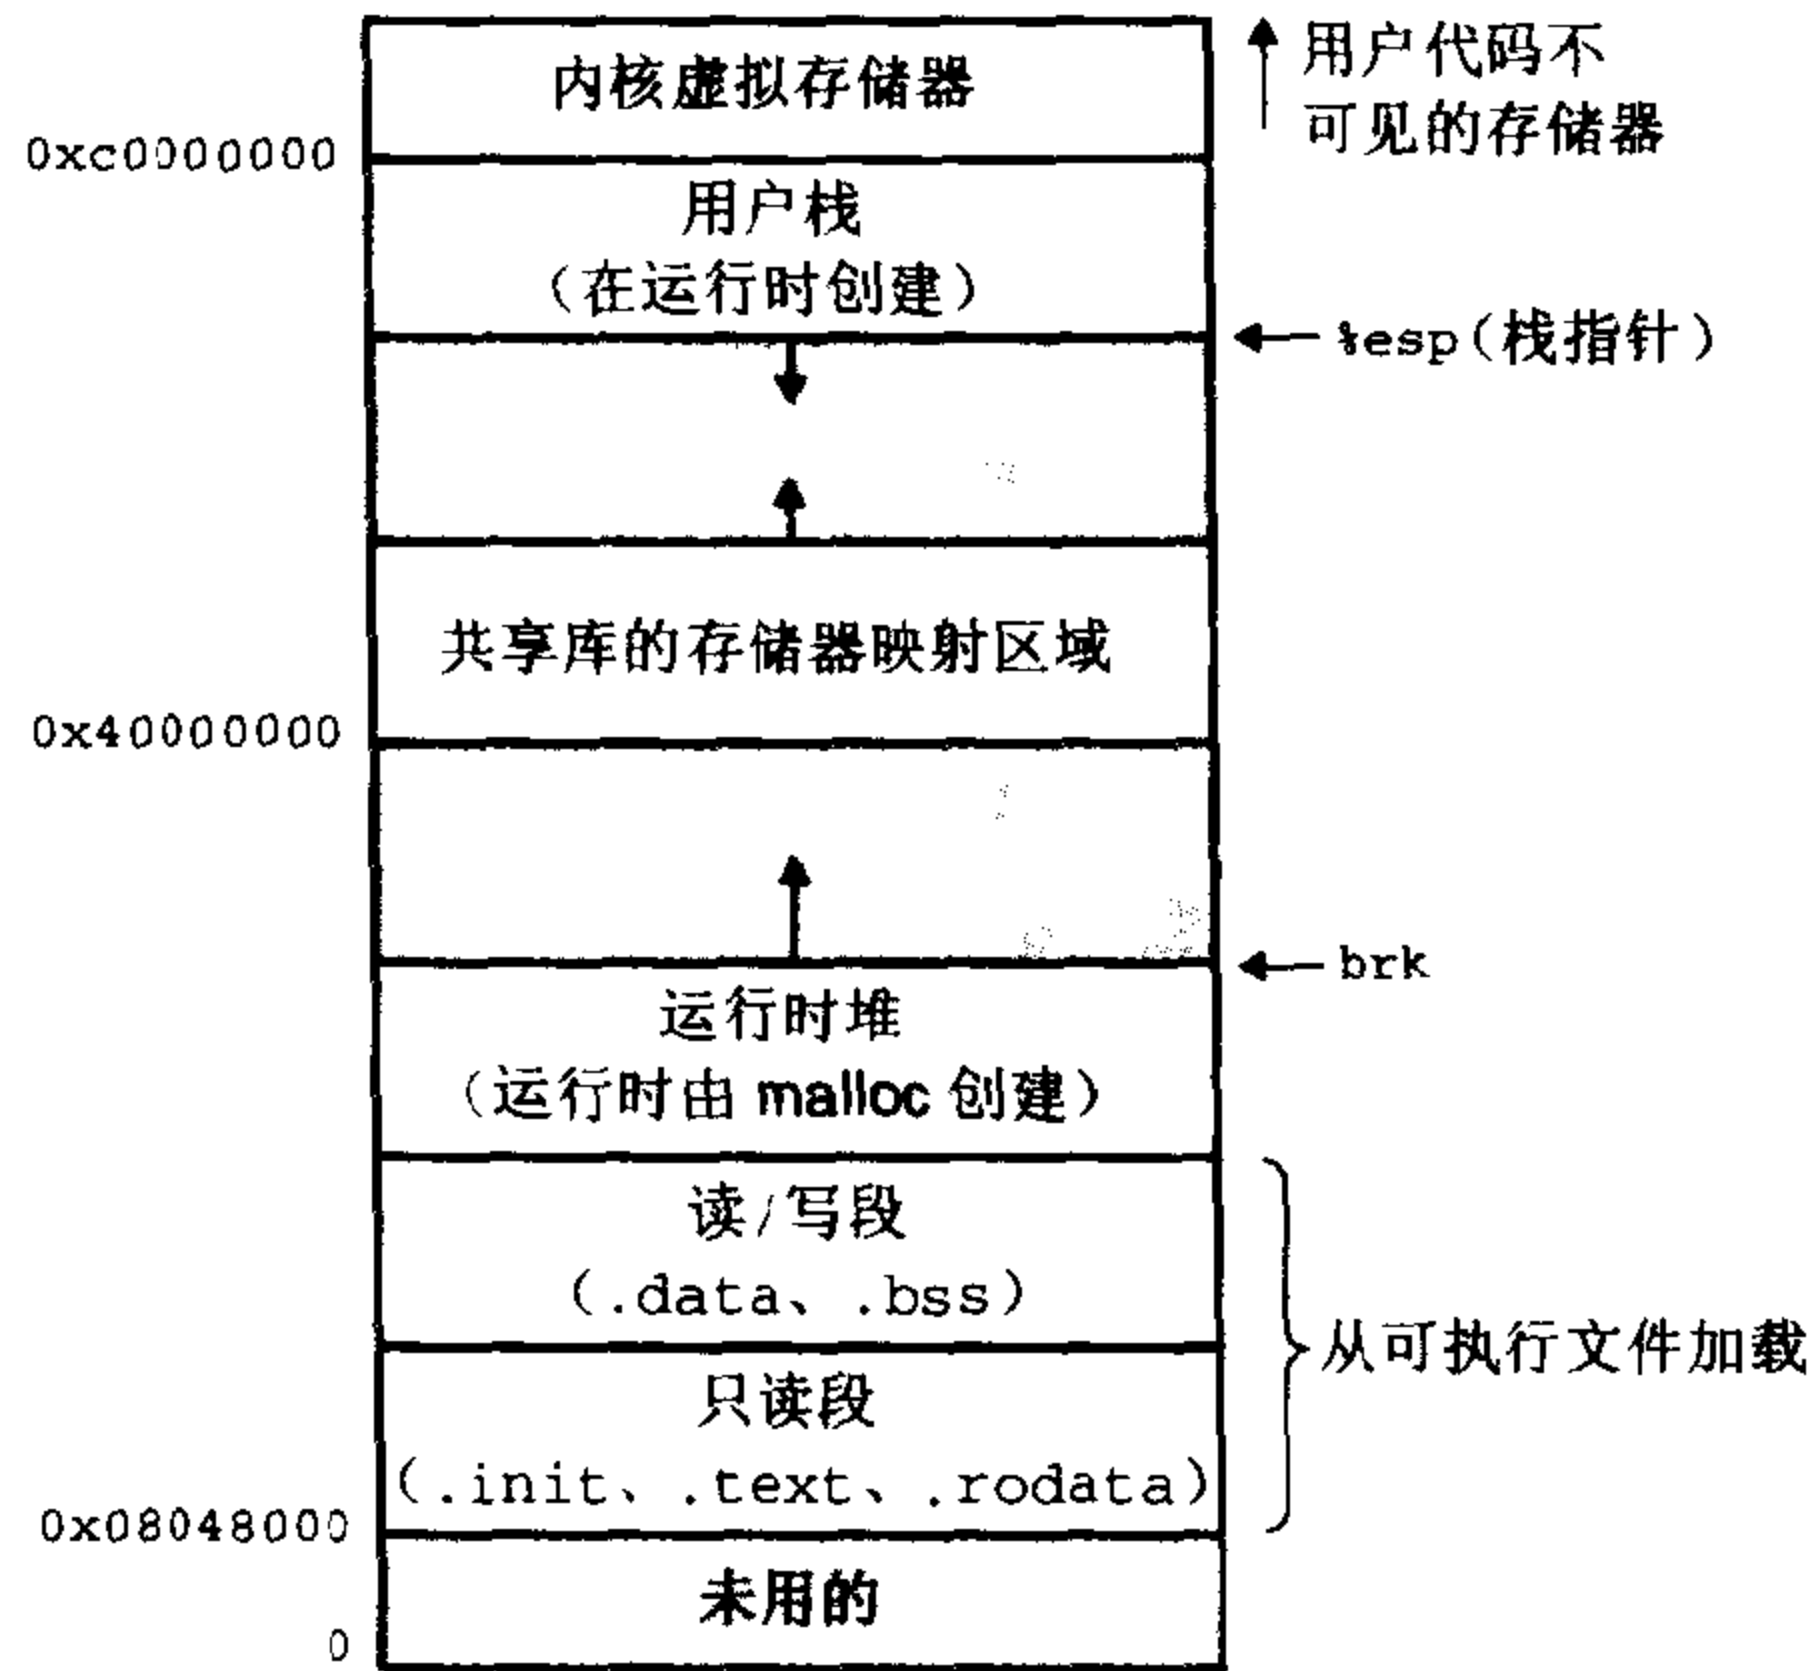 内核虚拟存储器
用户代码不
可见的存储器
0xc0000000
用户栈
（在运行时创建）
%esp（栈指针）
共享库的存储器映射区域
0x40000000
brk
运行时堆
（运行时由 malloc 创建）
读/写段
（.data、.bss）
从可执行文件加载
只读段
（.init、.text、.rodata）
0x08048000
未用的
0